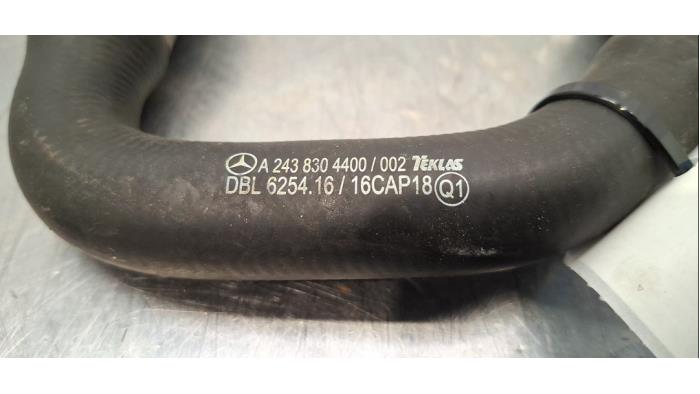 A 243 830 4400 / 002 TEKLAS
DBL 6254.16 / 16CAP18 Q1